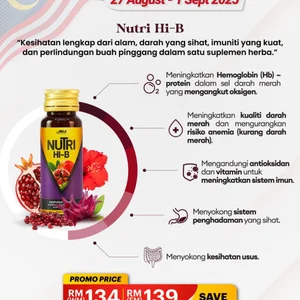 27 August - 1 Sept 2025
Nutri Hi-B
"Kesihatan lengkap dari alam, darah yang sihat, imuniti yang kuat,
dan perlindungan buah pinggang dalam satu suplemen herba."
Meningkatkan Hemoglobin (Hb) –
protein dalam sel darah merah
yang mengangkut oksigen.
Meningkatkan kualiti darah
merah dan mengurangkan
risiko anemia (kurang darah
merah).
NUTRI
HI-B
Mengandungi antioksidan
dan vitamin untuk
meningkatkan sistem imun.
Menyokong sistem
penghadaman yang sihat.
Menyokong kesihatan usus.
PROMO PRICE
RM 134
RM 139
SAVE